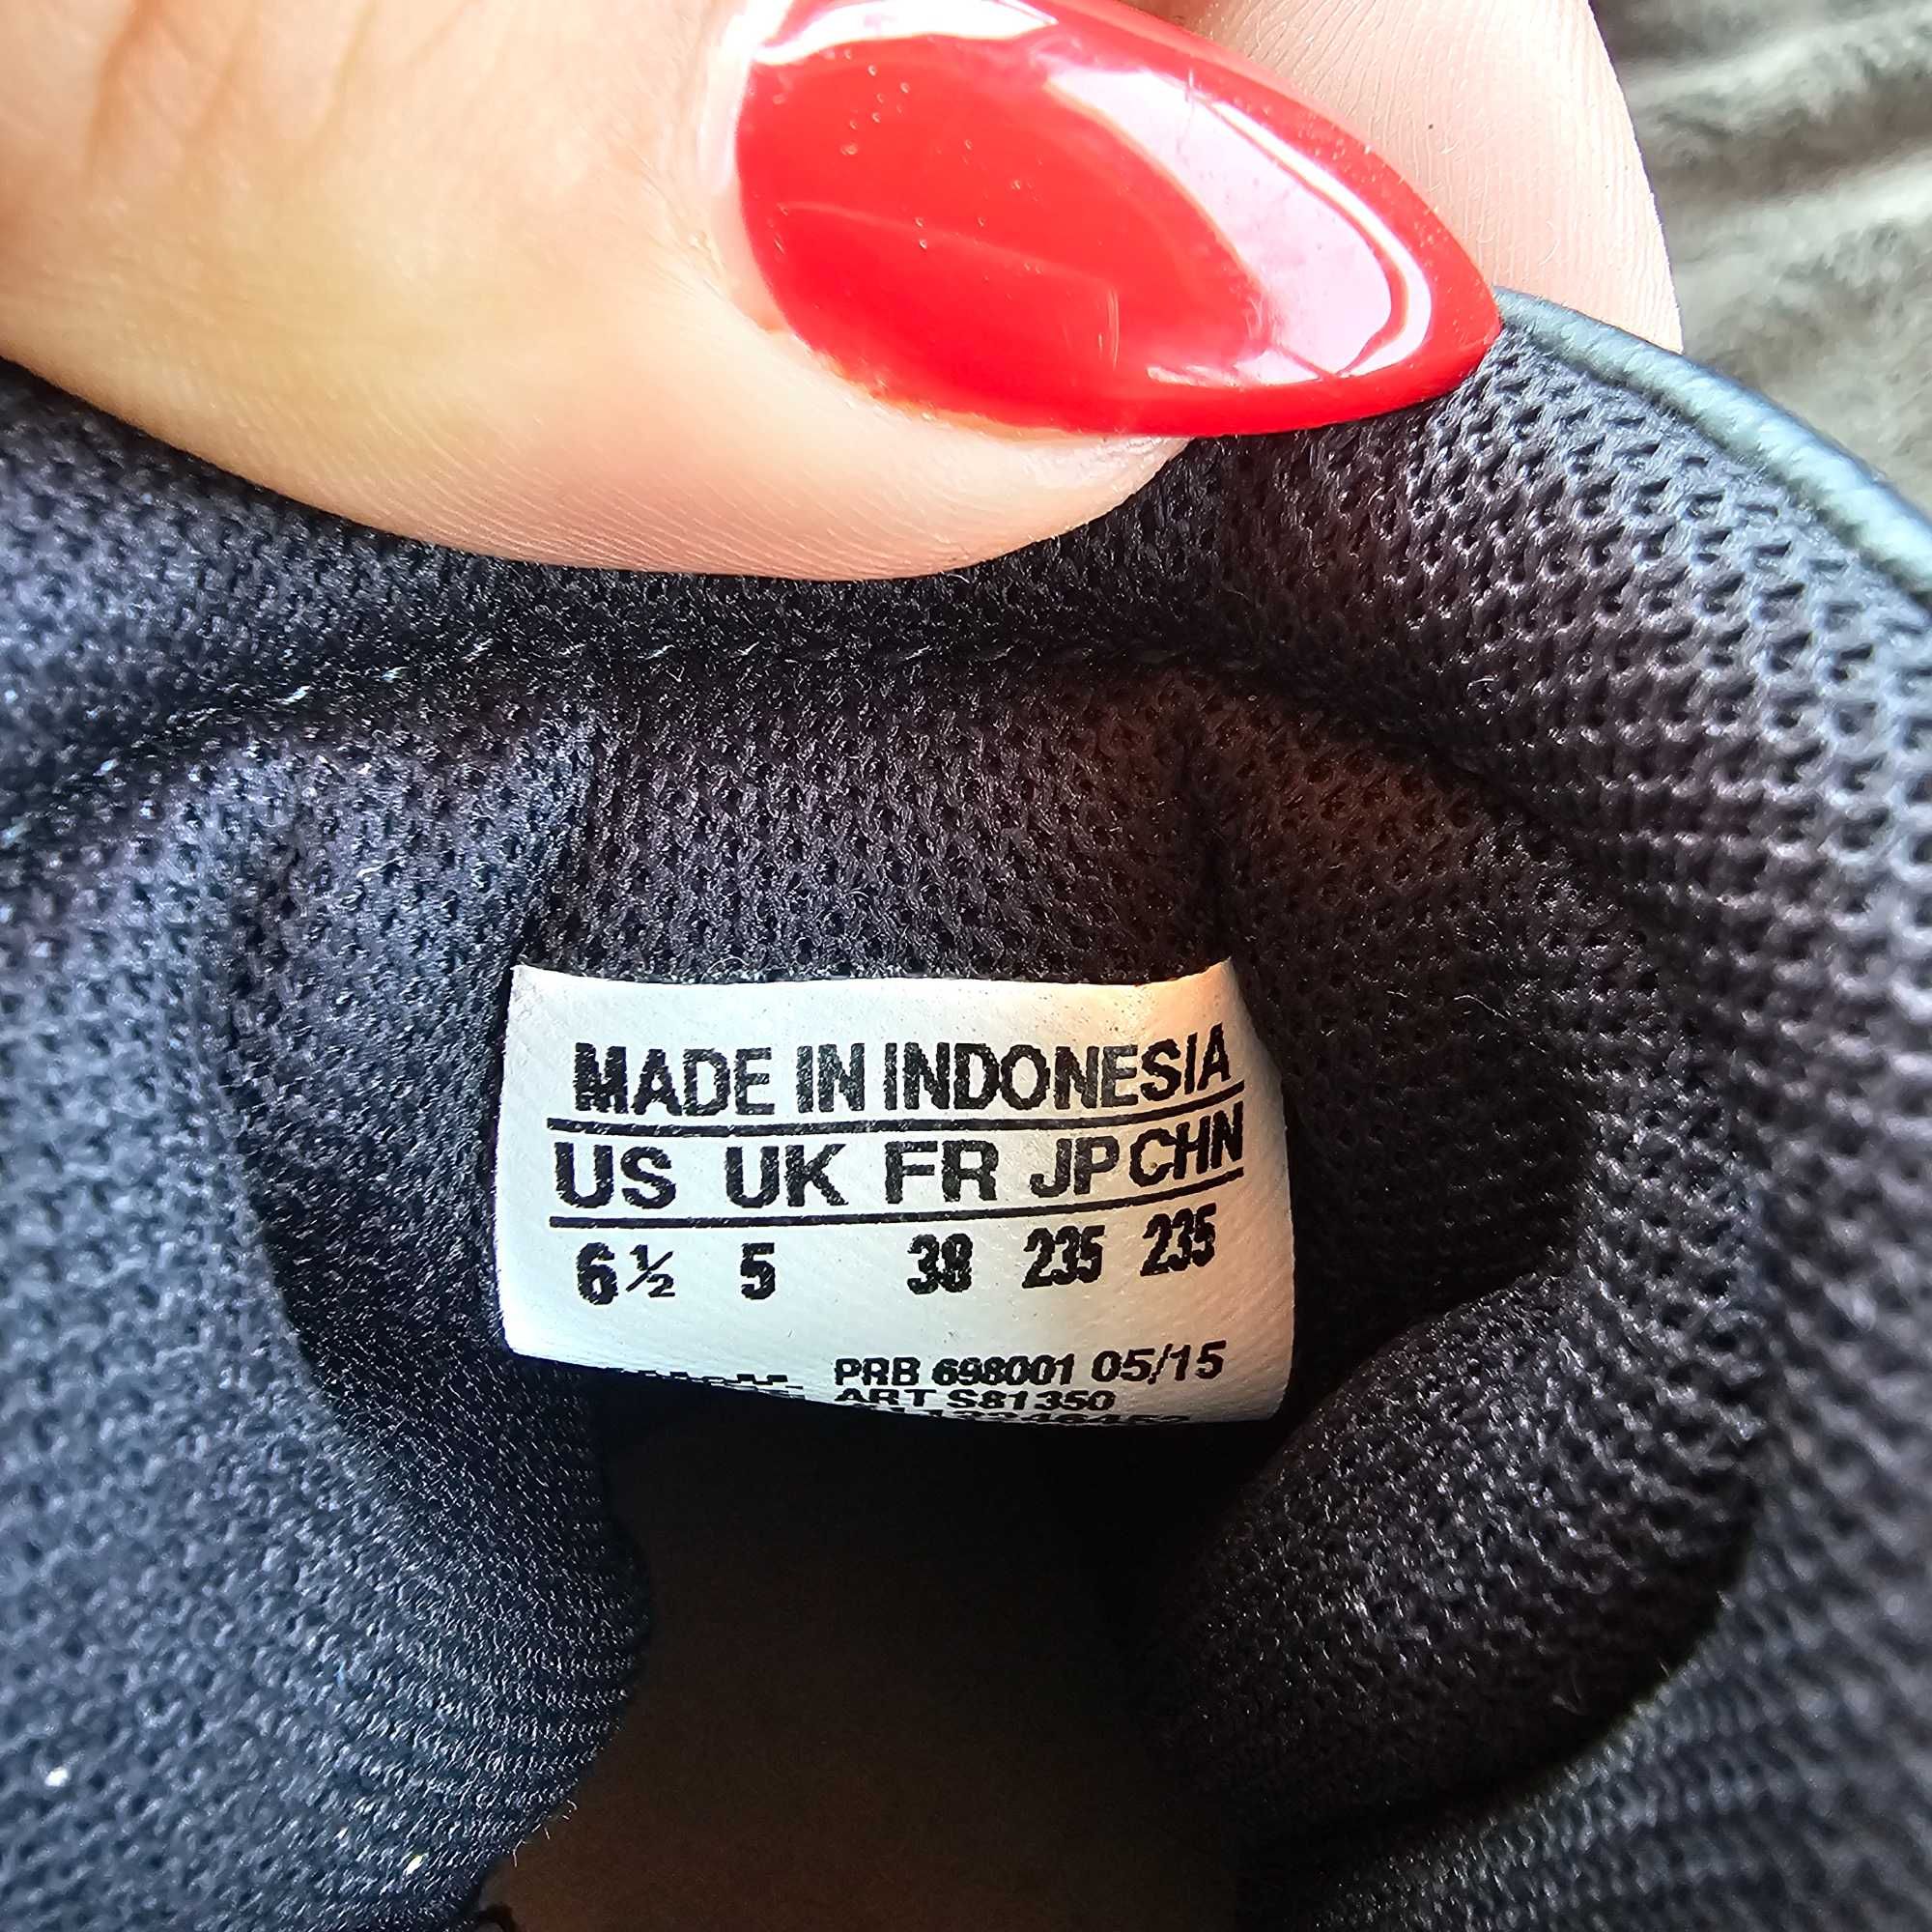 MADE IN INDONESIA
US UK FR JP CHN
6½ 5 38 235 235
PRB 698001 05/15
ART S81350